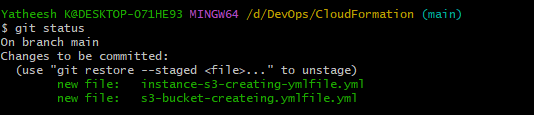 Yatheesh K@DESKTOP-O71HE93 MINGW64 /d/DevOps/CloudFormation (main)
$ git status
On branch main
Changes to be committed:
  (use "git restore --staged <file>..." to unstage)
        new file:   instance-s3-creating-ymlfile.yml
        new file:   s3-bucket-createing.ymlfile.yml